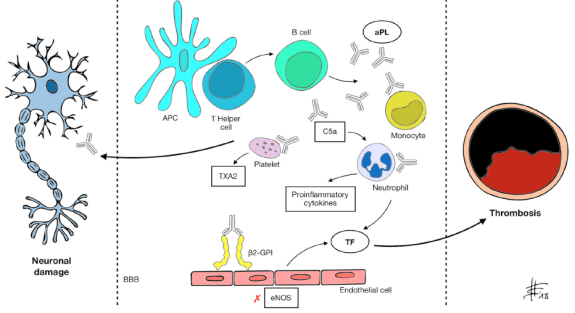 B cell
aPL
APC
T Helper
cell
Monocyte
C5a
Platelet
TXA2
Neutrophil
Proinflammatory
cytokines
Thrombosis
Neuronal
damage
β2-GPI
TF
BBB
Endothelial cell
✗ eNOS
'18